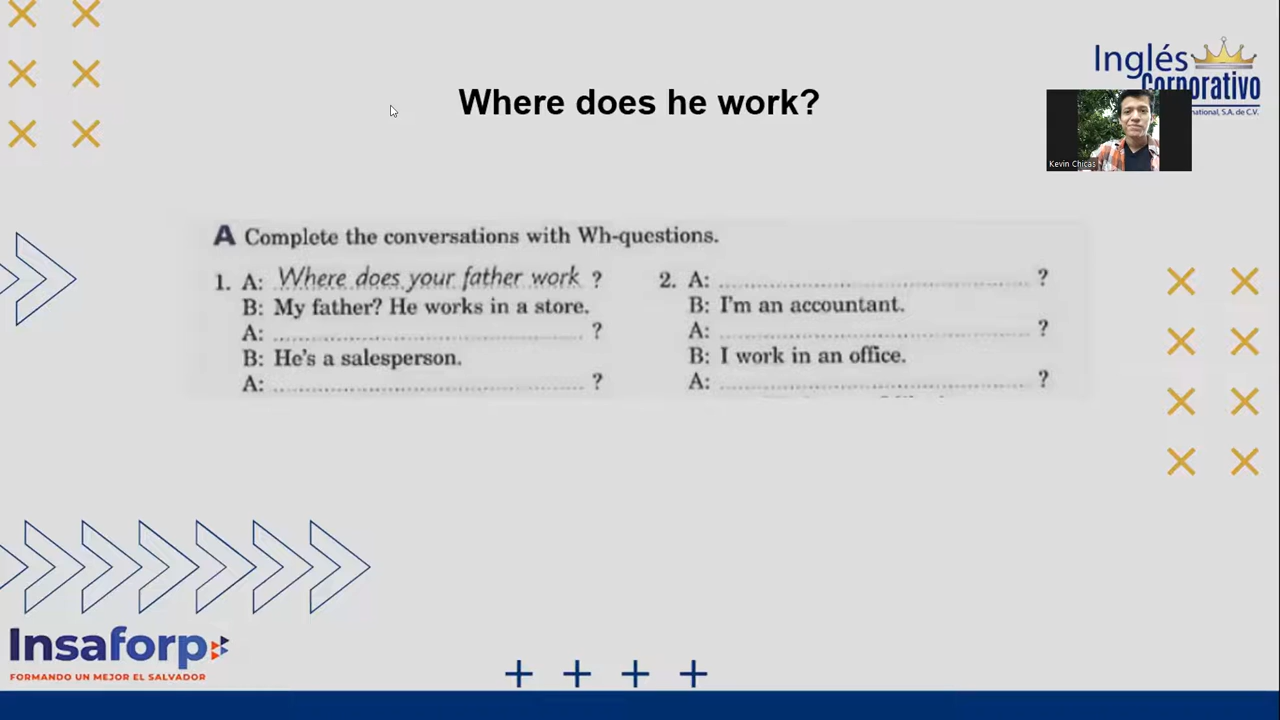 Inglés
Corporativo
national, S.A. de C.V.
Where does he work?
Kevin Chicas
A Complete the conversations with Wh-questions.
1. A: Where does your father work ?
B: My father? He works in a store.
A: ............................................................ ?
B: He's a salesperson.
A: ............................................................ ?
2. A: ............................................................ ?
B: I'm an accountant.
A: ............................................................ ?
B: I work in an office.
A: ............................................................ ?
Insaforp
FORMANDO UN MEJOR EL SALVADOR